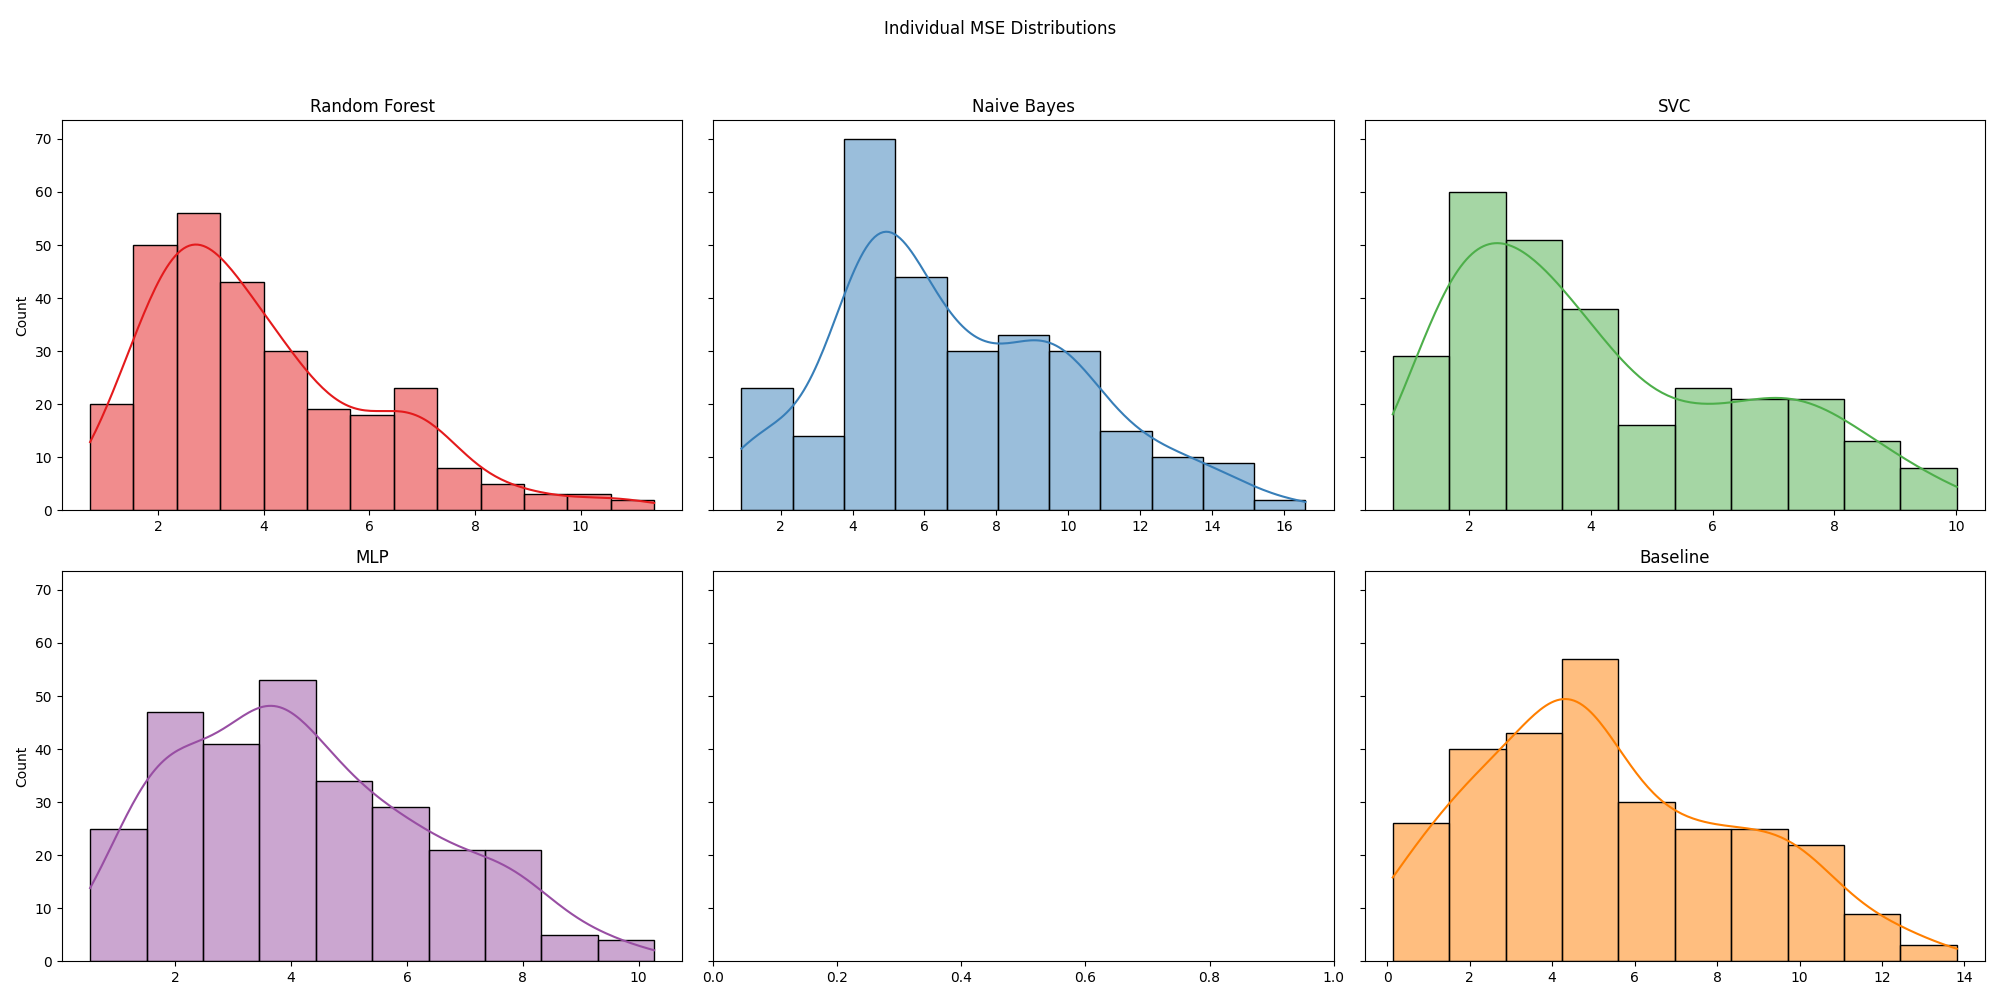 Individual MSE Distributions
Random Forest Naive Bayes SVC
Count
70
60
50
40
30
20
10
0
2 4 6 8 10
2 4 6 8 10 12 14 16
2 4 6 8 10
MLP Baseline
Count
70
60
50
40
30
20
10
0
2 4 6 8 10
0.0 0.2 0.4 0.6 0.8 1.0
0 2 4 6 8 10 12 14